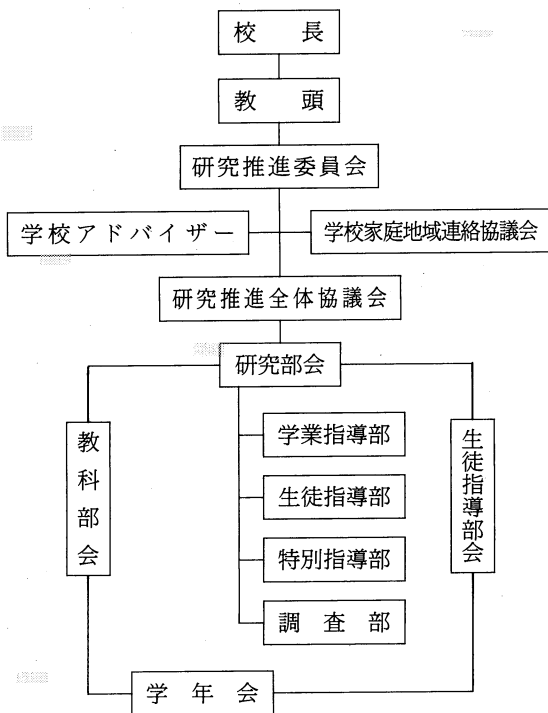 校長
教頭
研究推進委員会
学校アドバイザー
学校家庭地域連絡協議会
研究推進全体協議会
研究部会
教科部会
学業指導部
生徒指導部
特別指導部
調査部
生徒指導部会
学年会